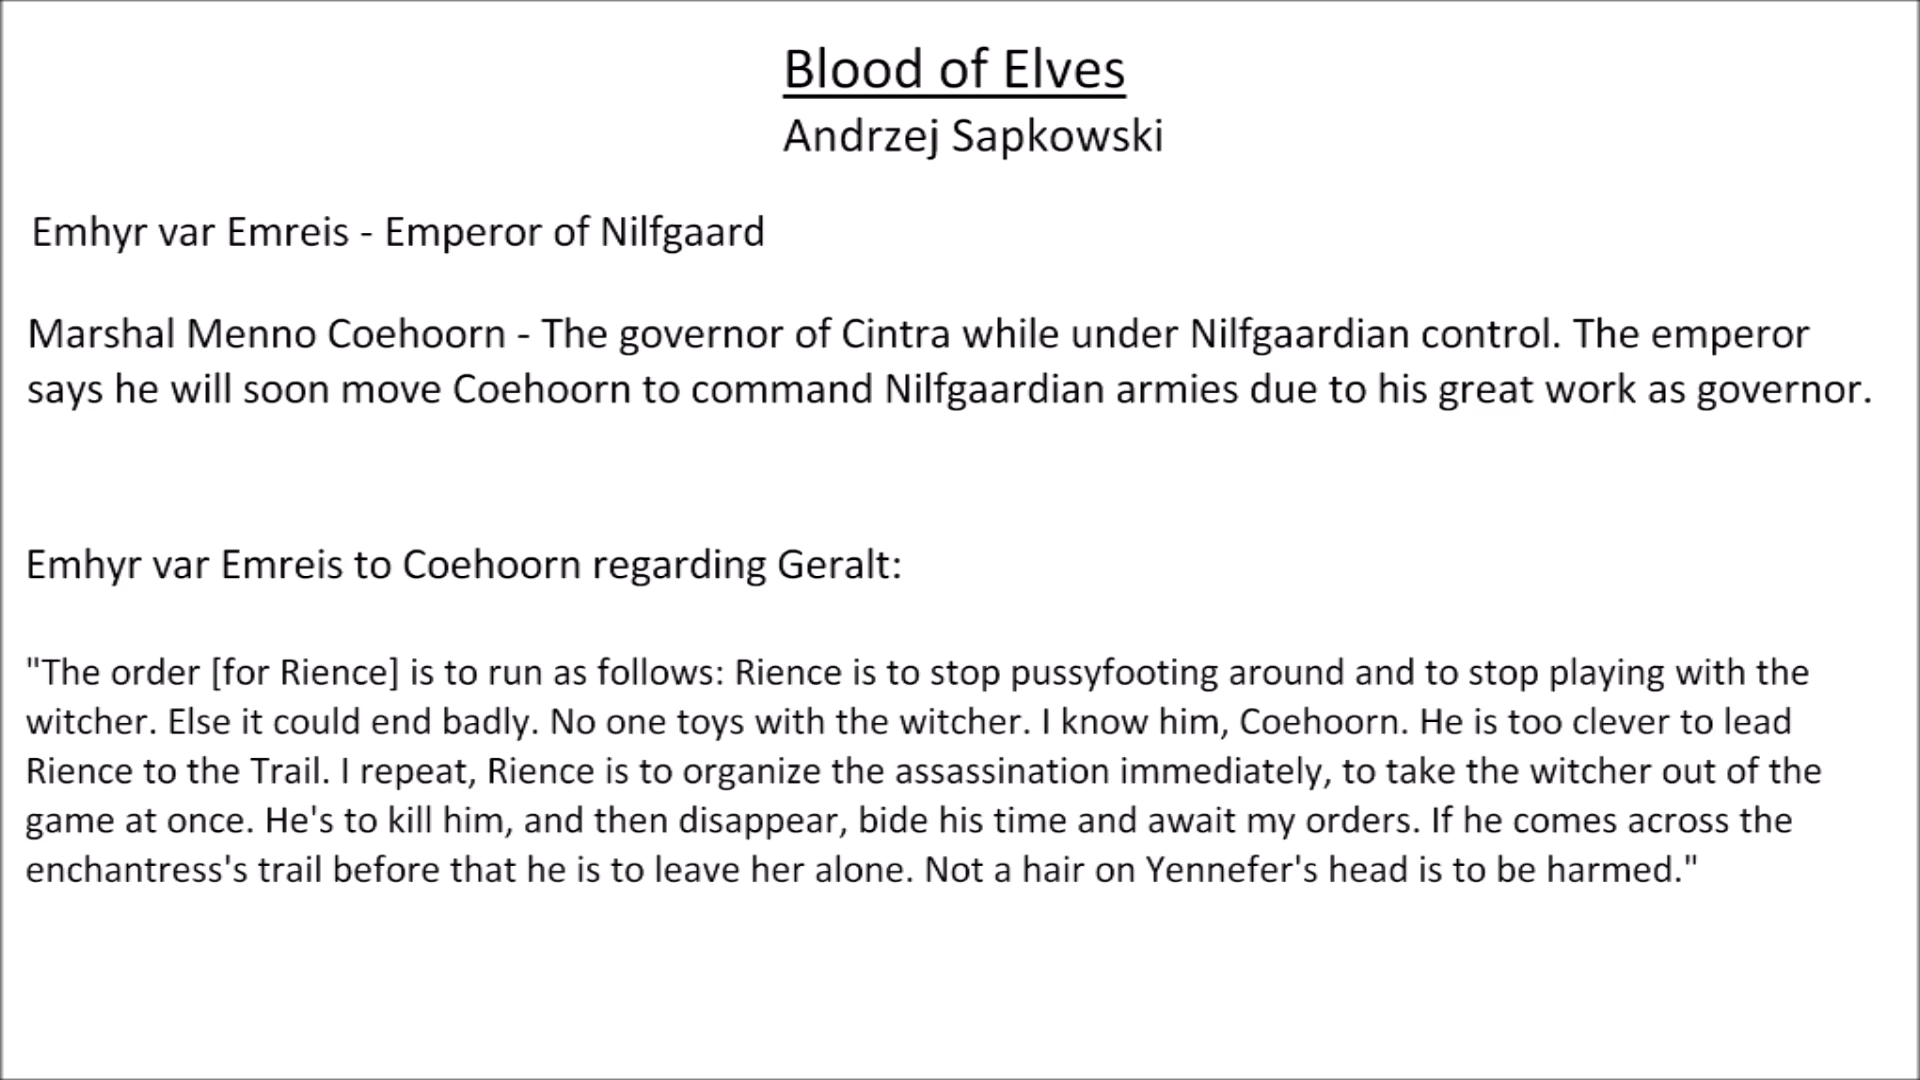 Blood of Elves
Andrzej Sapkowski
Emhyr var Emreis - Emperor of Nilfgaard
Marshal Menno Coehoorn - The governor of Cintra while under Nilfgaardian control. The emperor
says he will soon move Coehoorn to command Nilfgaardian armies due to his great work as governor.
Emhyr var Emreis to Coehoorn regarding Geralt:
"The order [for Rience] is to run as follows: Rience is to stop pussyfooting around and to stop playing with the
witcher. Else it could end badly. No one toys with the witcher. I know him, Coehoorn. He is too clever to lead
Rience to the Trail. I repeat, Rience is to organize the assassination immediately, to take the witcher out of the
game at once. He's to kill him, and then disappear, bide his time and await my orders. If he comes across the
enchantress's trail before that he is to leave her alone. Not a hair on Yennefer's head is to be harmed."